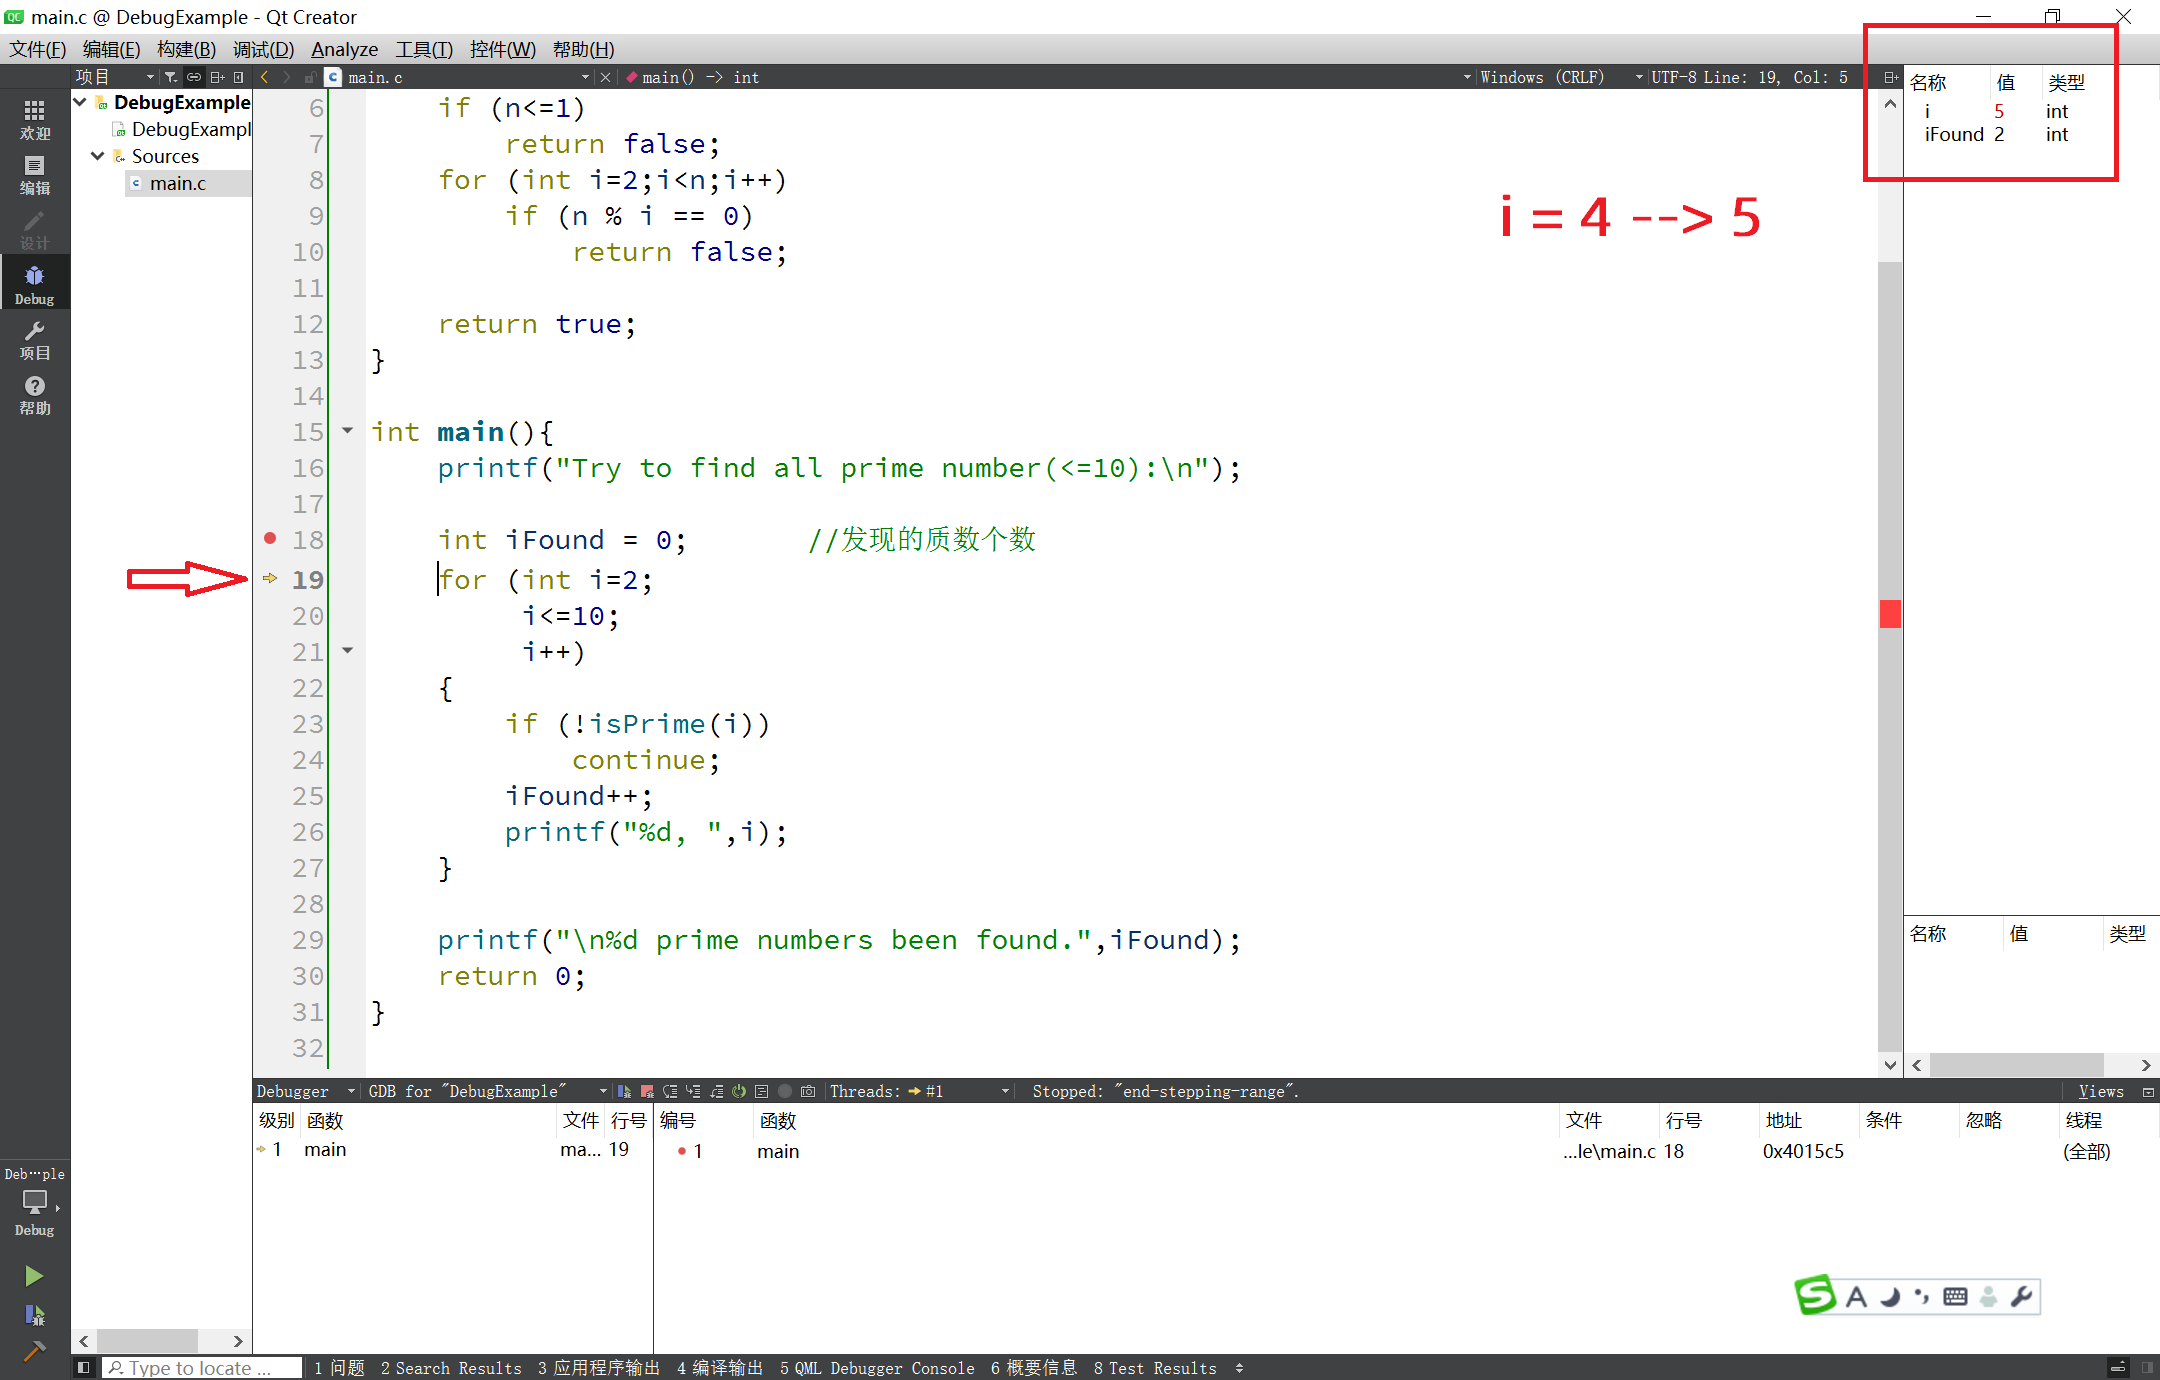 main.c @ DebugExample - Qt Creator
文件(F) 编辑(E) 构建(B) 调试(D) Analyze 工具(T) 控件(W) 帮助(H)
项目 main.c main() -> int Windows (CRLF) UTF-8 Line: 19, Col: 5
欢迎
编辑
设计
Debug
项目
帮助
DebugExample
DebugExampl
Sources
main.c
6 if (n<=1)
7 return false;
8 for (int i=2;i<n;i++)
9 if (n % i == 0)
10 return false;
11
12 return true;
13 }
14
15 int main(){
16 printf("Try to find all prime number(<=10):\n");
17
18 int iFound = 0; //发现的质数个数
19 for (int i=2;
20 i<=10;
21 i++)
22 {
23 if (!isPrime(i))
24 continue;
25 iFound++;
26 printf("%d, ",i);
27 }
28
29 printf("\n%d prime numbers been found.",iFound);
30 return 0;
31 }
32
i = 4 --> 5
名称 值 类型
i 5 int
iFound 2 int
名称 值 类型
Debugger GDB for "DebugExample" Threads: #1 Stopped: "end-stepping-range". Views
级别 函数 文件 行号
1 main ma... 19
编号 函数 文件 行号 地址 条件 忽略 线程
1 main ...le\main.c 18 0x4015c5 (全部)
Deb···ple
Debug
Type to locate ... 1 问题 2 Search Results 3 应用程序输出 4 编译输出 5 QML Debugger Console 6 概要信息 8 Test Results
S A